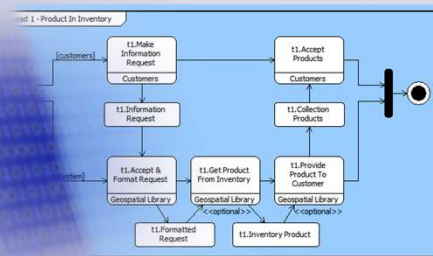 1 - Product In Inventory
[customers]
t1.Make
Information
Request
Customers
t1.Accept
Products
Customers
t1.Information
Request
t1.Collection
Products
t1.Accept &
Format Request
Geospatial Library
t1.Get Product
From Inventory
Geospatial Library
t1.Provide
Product To
Customer
Geospatial Library
<<optional>>
<<optional>>
t1.Formatted
Request
t1.Inventory Product